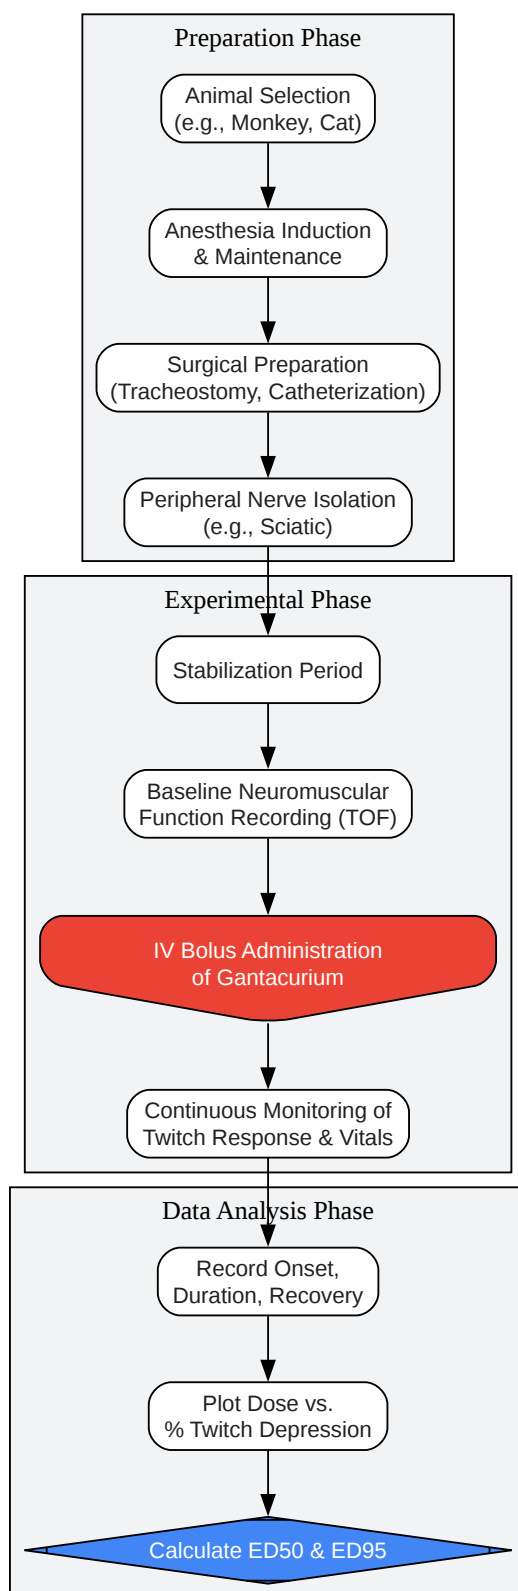 Preparation Phase
Animal Selection
(e.g., Monkey, Cat)
Anesthesia Induction
& Maintenance
Surgical Preparation
(Tracheostomy, Catheterization)
Peripheral Nerve Isolation
(e.g., Sciatic)
Experimental Phase
Stabilization Period
Baseline Neuromuscular
Function Recording (TOF)
IV Bolus Administration
of Gantacurium
Continuous Monitoring of
Twitch Response & Vitals
Data Analysis Phase
Record Onset,
Duration, Recovery
Plot Dose vs.
% Twitch Depression
Calculate ED50 & ED95